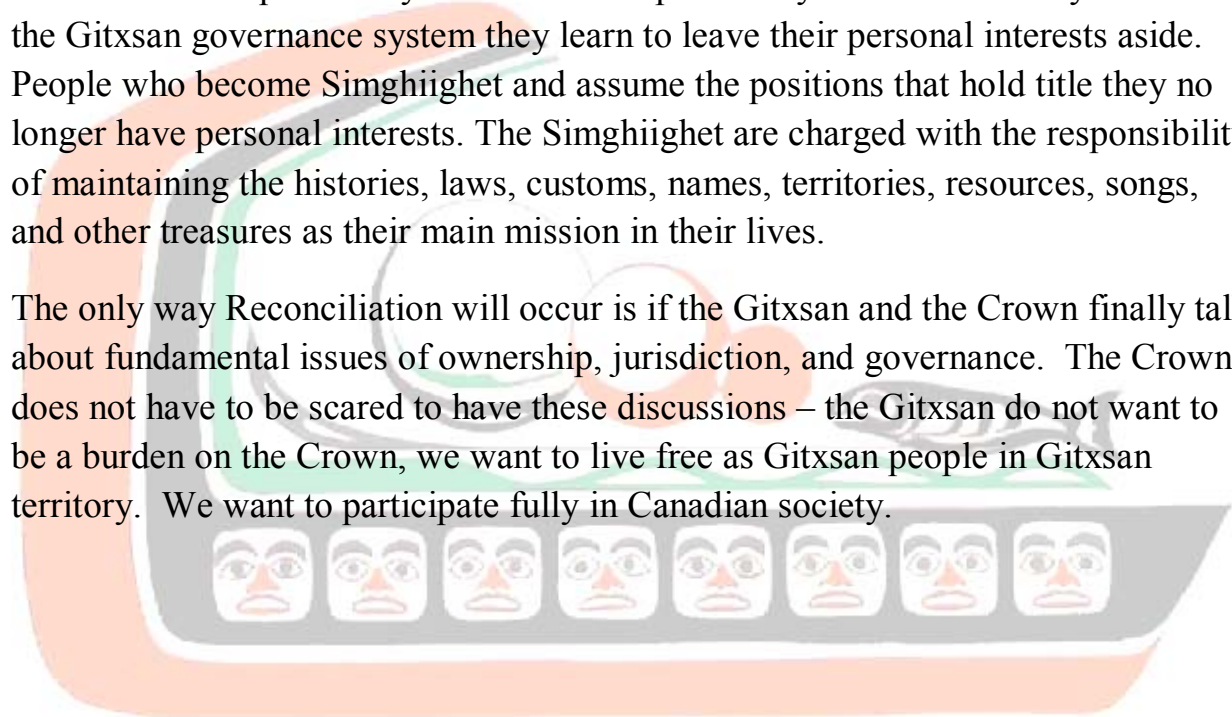 the Gitxsan governance system they learn to leave their personal interests aside.
People who become Simghiighet and assume the positions that hold title they no
longer have personal interests. The Simghiighet are charged with the responsibilit
of maintaining the histories, laws, customs, names, territories, resources, songs,
and other treasures as their main mission in their lives.
The only way Reconciliation will occur is if the Gitxsan and the Crown finally tal
about fundamental issues of ownership, jurisdiction, and governance.  The Crown
does not have to be scared to have these discussions – the Gitxsan do not want to
be a burden on the Crown, we want to live free as Gitxsan people in Gitxsan
territory.  We want to participate fully in Canadian society.